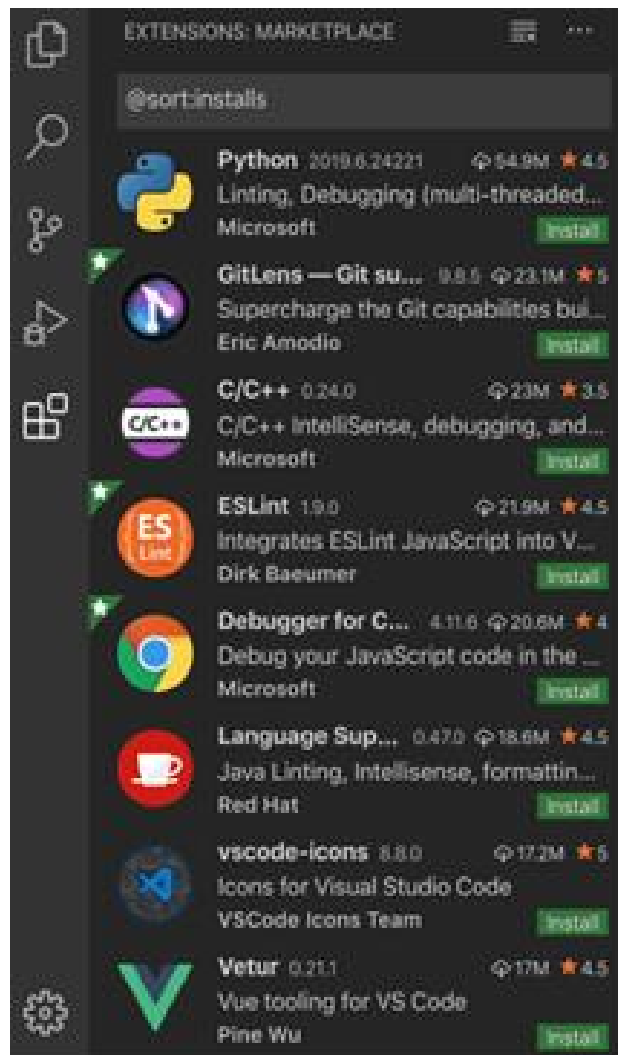 EXTENSIONS: MARKETPLACE
@sort:installs
Python 2019.6.24221 54.9M 4.5
Linting, Debugging (multi-threaded...
Microsoft Install
GitLens — Git su... 9.8.5 23.1M 5
Supercharge the Git capabilities bui...
Eric Amodio Install
C/C++ 0.24.0 23M 3.5
C/C++
C/C++ IntelliSense, debugging, and...
Microsoft Install
ESLint 1.9.0 21.9M 4.5
ES
Lint
Integrates ESLint JavaScript into V...
Dirk Baeumer Install
Debugger for C... 4.11.6 20.6M 4
Debug your JavaScript code in the ...
Microsoft Install
Language Sup... 0.47.0 18.6M 4.5
Java Linting, Intellisense, formattin...
Red Hat Install
vscode-icons 8.8.0 17.2M 5
Icons for Visual Studio Code
VSCode Icons Team Install
Vetur 0.21.1 17M 4.5
Vue tooling for VS Code
Pine Wu Install